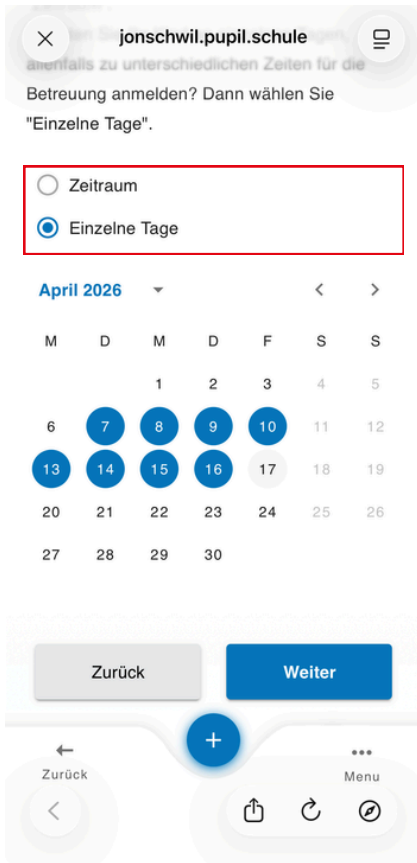 jonschwil.pupil.schule
allenfalls zu unterschiedlichen Zeiten für die
Betreuung anmelden? Dann wählen Sie
"Einzelne Tage".
Zeitraum
Einzelne Tage
April 2026
M D M D F S S
1 2 3 4 5
6 7 8 9 10 11 12
13 14 15 16 17 18 19
20 21 22 23 24 25 26
27 28 29 30
Zurück Weiter
+
Zurück Menu